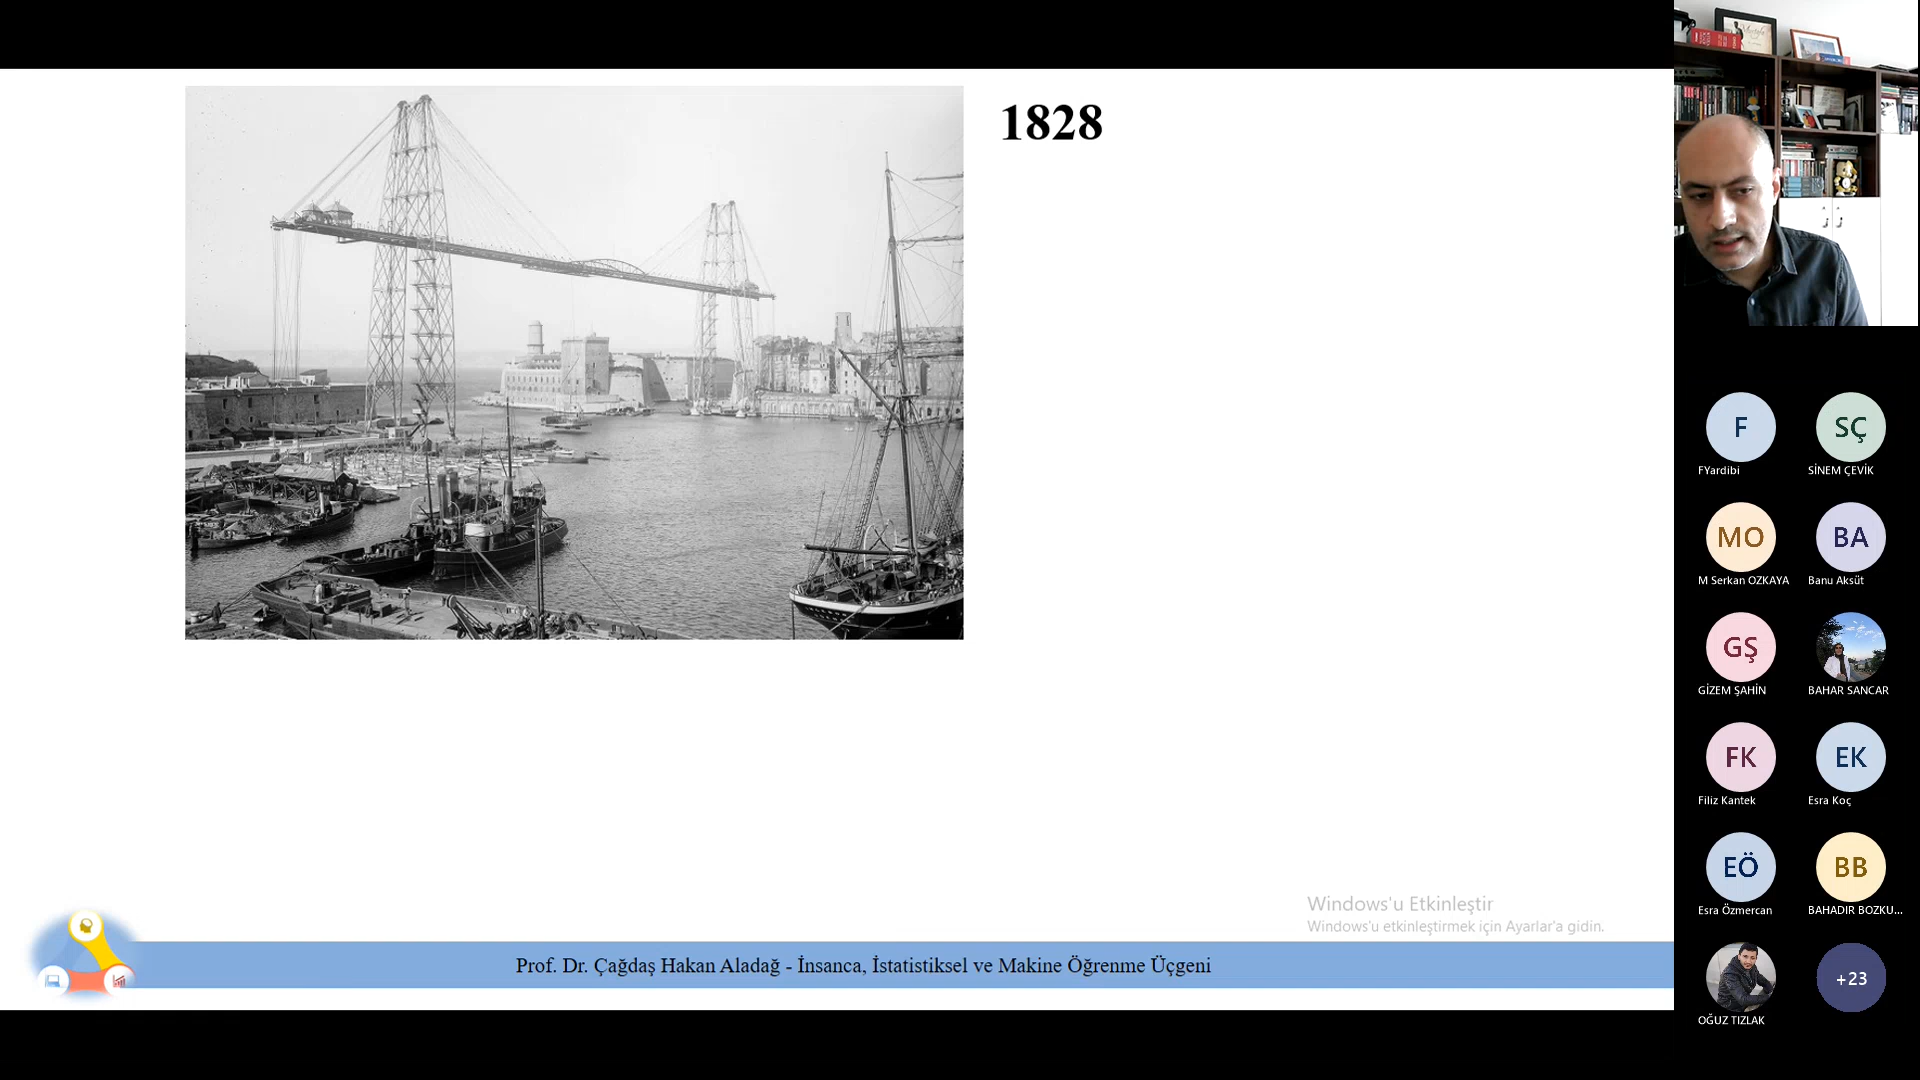 1828
Windows'u Etkinleştir
Windows'u etkinleştirmek için Ayarlar'a gidin.
Prof. Dr. Çağdaş Hakan Aladağ - İnsanca, İstatistiksel ve Makine Öğrenme Üçgeni
F
SÇ
FYardibi
SİNEM ÇEVİK
MO
BA
M Serkan OZKAYA
Banu Aksüt
GŞ
GİZEM ŞAHİN
BAHAR SANCAR
FK
EK
Filiz Kantek
Esra Koç
EÖ
BB
Esra Özmercan
BAHADIR BOZKU...
+23
OĞUZ TIZLAK